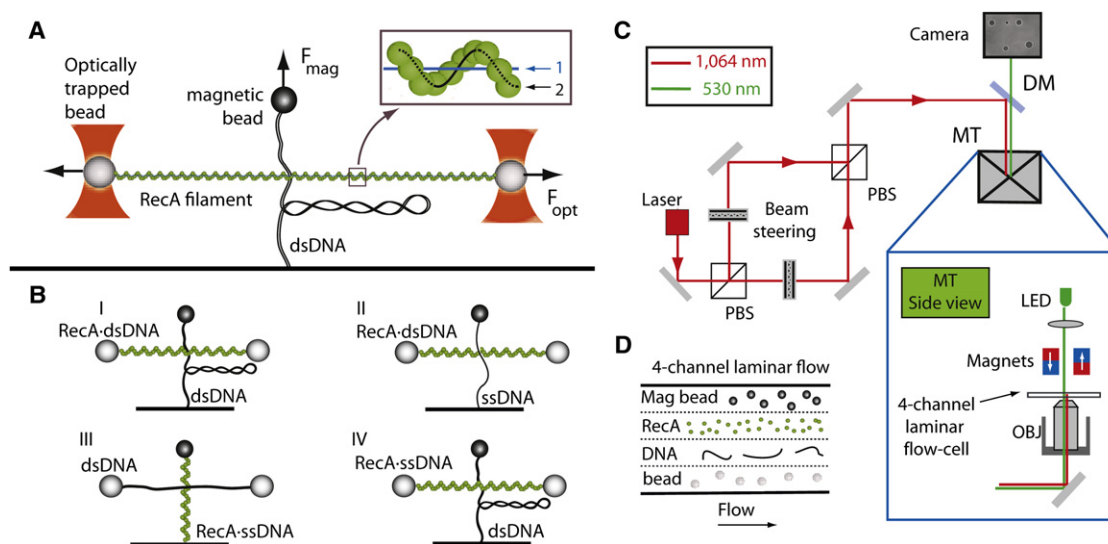 A
Optically
trapped
bead
magnetic
bead
Fmag
1
2
RecA filament
Fopt
dsDNA
B
I
RecA·dsDNA
dsDNA
II
RecA·dsDNA
ssDNA
III
dsDNA
RecA·ssDNA
IV
RecA·ssDNA
dsDNA
C
1,064 nm
530 nm
Camera
DM
MT
PBS
Laser
Beam
steering
PBS
MT
Side view
LED
Magnets
4-channel
laminar
flow-cell
OBJ
D
4-channel laminar flow
Mag bead
RecA
DNA
bead
Flow